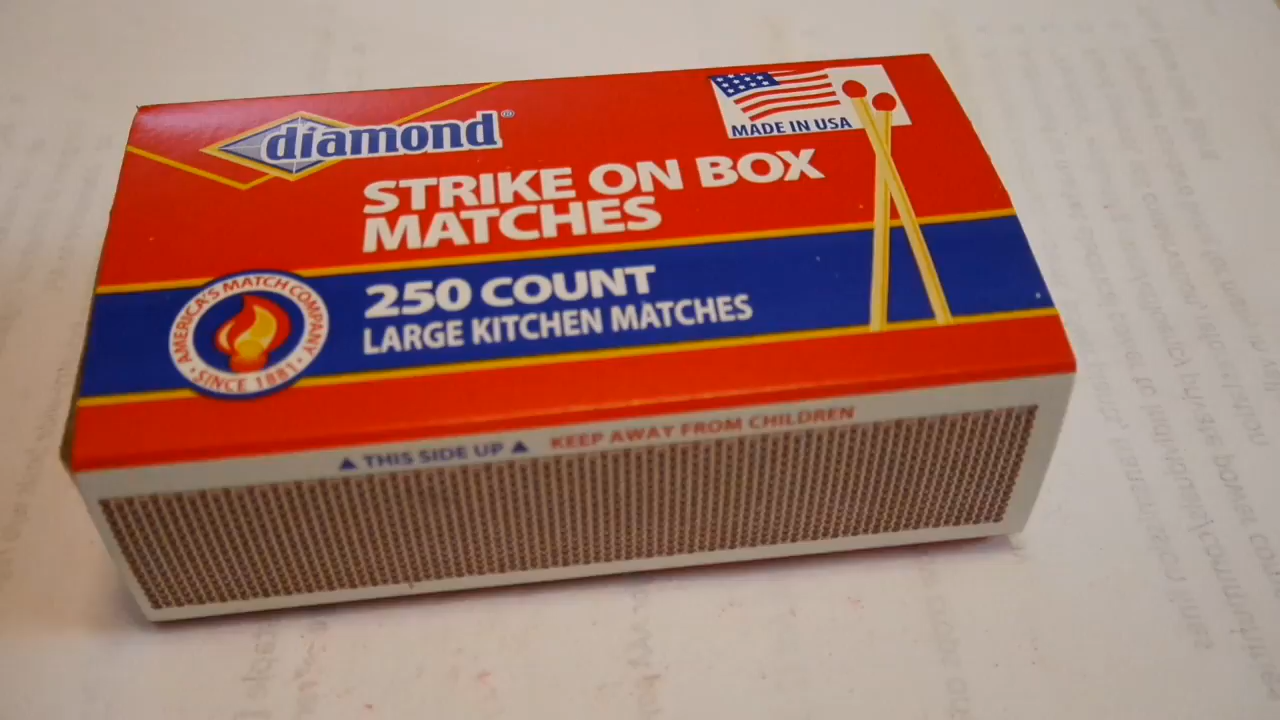 diamond®
MADE IN USA
STRIKE ON BOX
MATCHES
250 COUNT
LARGE KITCHEN MATCHES
AMERICA'S MATCH COMPANY
• SINCE 1881 •
▲ THIS SIDE UP ▲ KEEP AWAY FROM CHILDREN